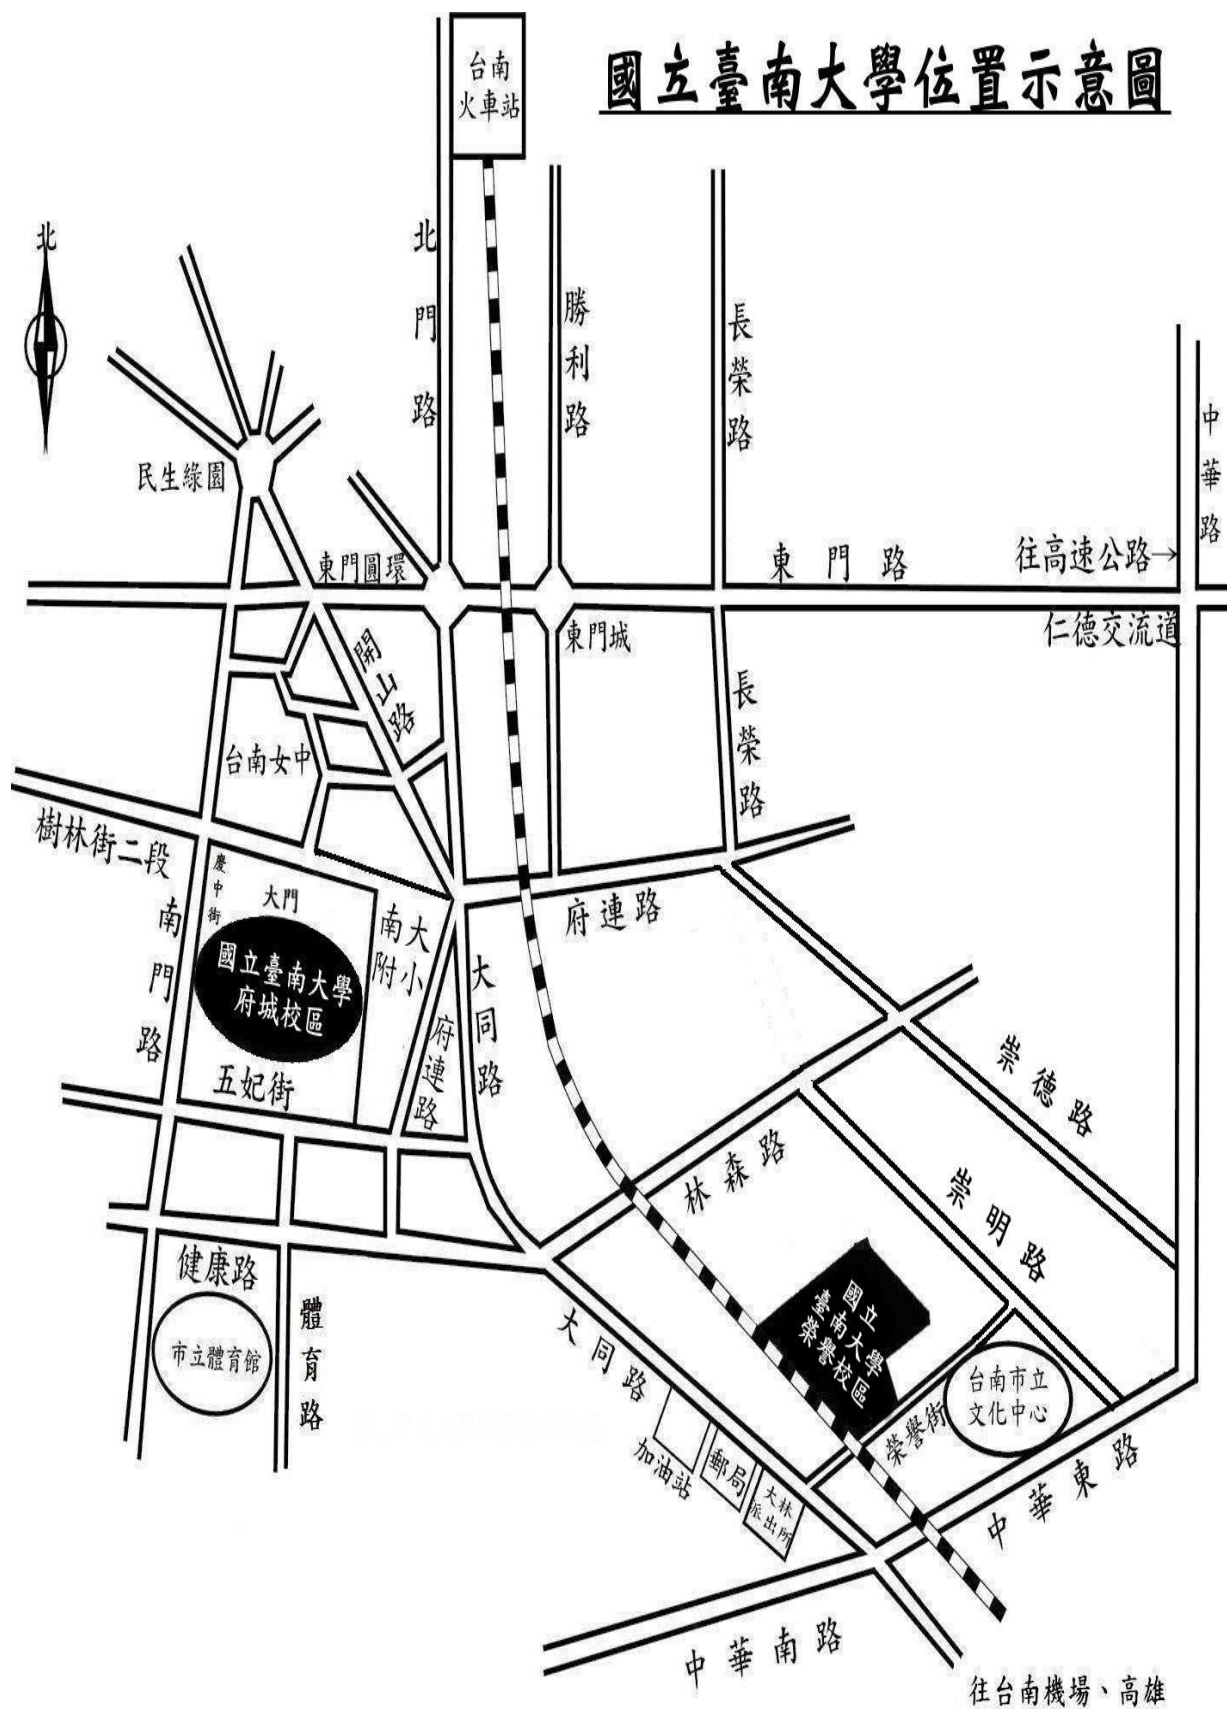 國立臺南大學位置示意圖
台南
火車站
北
北門路
勝利路
長榮路
中華路
民生綠園
東門圓環
東門路
往高速公路→
仁德交流道
東門城
開山路
長榮路
台南女中
樹林街二段
慶中街
大門
南門路
國立臺南大學
府城校區
南大
附小
府連路
大同路
府連路
五妃街
崇德路
林森路
崇明路
健康路
市立體育館
體育路
大同路
國立
臺南大學
榮譽校區
台南市立
文化中心
榮譽街
加油站
郵局
大林
派出所
中華東路
中華南路
往台南機場、高雄